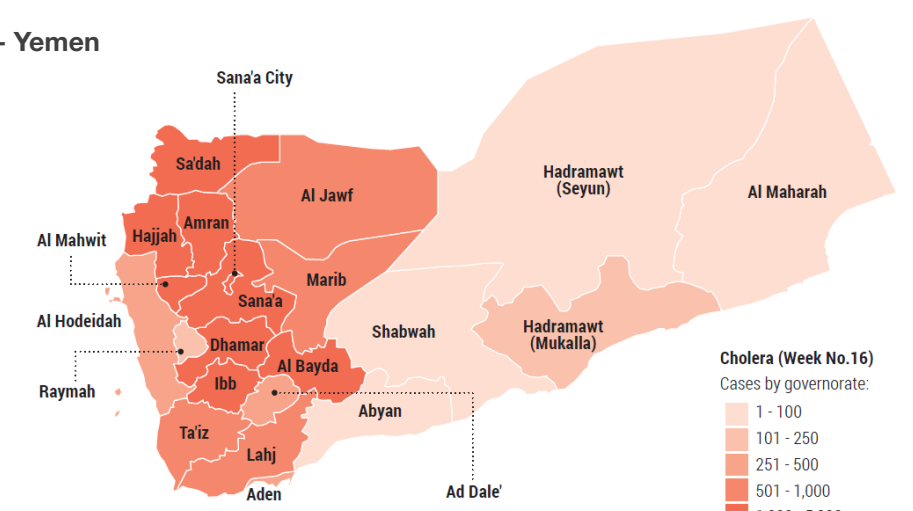 - Yemen
Sana'a City
Sa'dah
Al Jawf
Hadramawt
(Seyun)
Al Maharah
Amran
Hajjah
Al Mahwit
Marib
Sana'a
Al Hodeidah
Hadramawt
(Mukalla)
Shabwah
Dhamar
Al Bayda
Raymah
Ibb
Abyan
Ta'iz
Lahj
Aden
Ad Dale'
Cholera (Week No.16)
Cases by governorate:
1 - 100
101 - 250
251 - 500
501 - 1,000